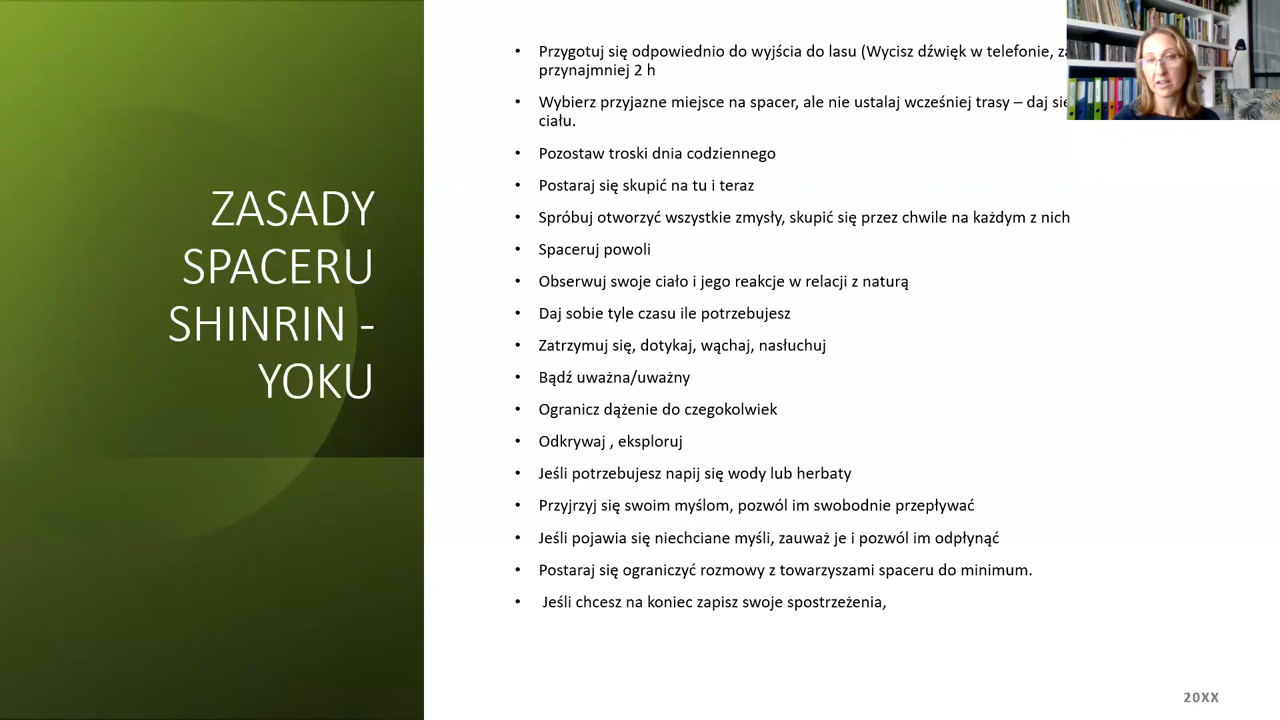 ZASADY
SPACERU
SHINRIN -
YOKU
• Przygotuj się odpowiednio do wyjścia do lasu (Wycisz dźwięk w telefonie,
przynajmniej 2 h
• Wybierz przyjazne miejsce na spacer, ale nie ustalaj wcześniej trasy – daj się
ciału.
• Pozostaw troski dnia codziennego
• Postaraj się skupić na tu i teraz
• Spróbuj otworzyć wszystkie zmysły, skupić się przez chwile na każdym z nich
• Spaceruj powoli
• Obserwuj swoje ciało i jego reakcje w relacji z naturą
• Daj sobie tyle czasu ile potrzebujesz
• Zatrzymuj się, dotykaj, wąchaj, nasłuchuj
• Bądź uważna/uważny
• Ogranicz dążenie do czegokolwiek
• Odkrywaj , eksploruj
• Jeśli potrzebujesz napij się wody lub herbaty
• Przyjrzyj się swoim myślom, pozwól im swobodnie przepływać
• Jeśli pojawia się niechciane myśli, zauważ je i pozwól im odpłynąć
• Postaraj się ograniczyć rozmowy z towarzyszami spaceru do minimum.
• Jeśli chcesz na koniec zapisz swoje spostrzeżenia,
20XX